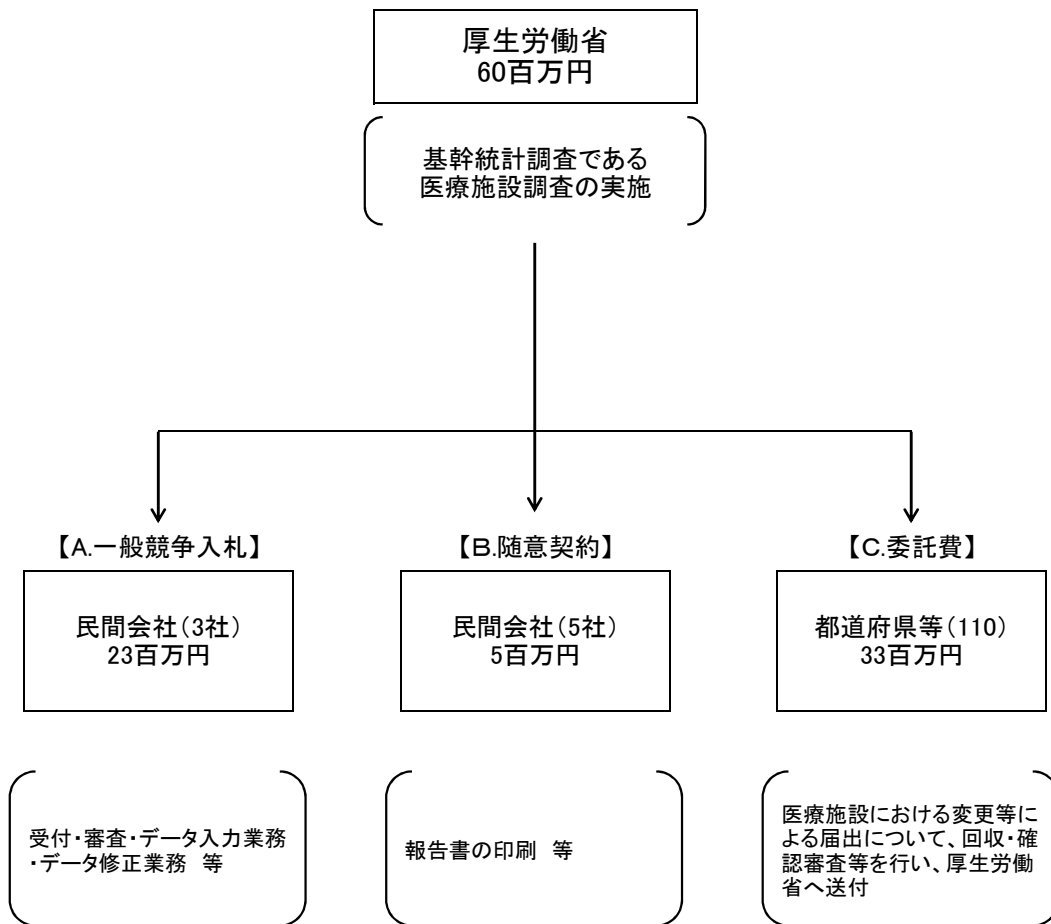 厚生労働省
60百万円
基幹統計調査である
医療施設調査の実施
【A.一般競争入札】
民間会社(3社)
23百万円
受付・審査・データ入力業務
・データ修正業務　等
【B.随意契約】
民間会社(5社)
5百万円
報告書の印刷　等
【C.委託費】
都道府県等(110)
33百万円
医療施設における変更等
による届出について、回収・確
認審査等を行い、厚生労働
省へ送付